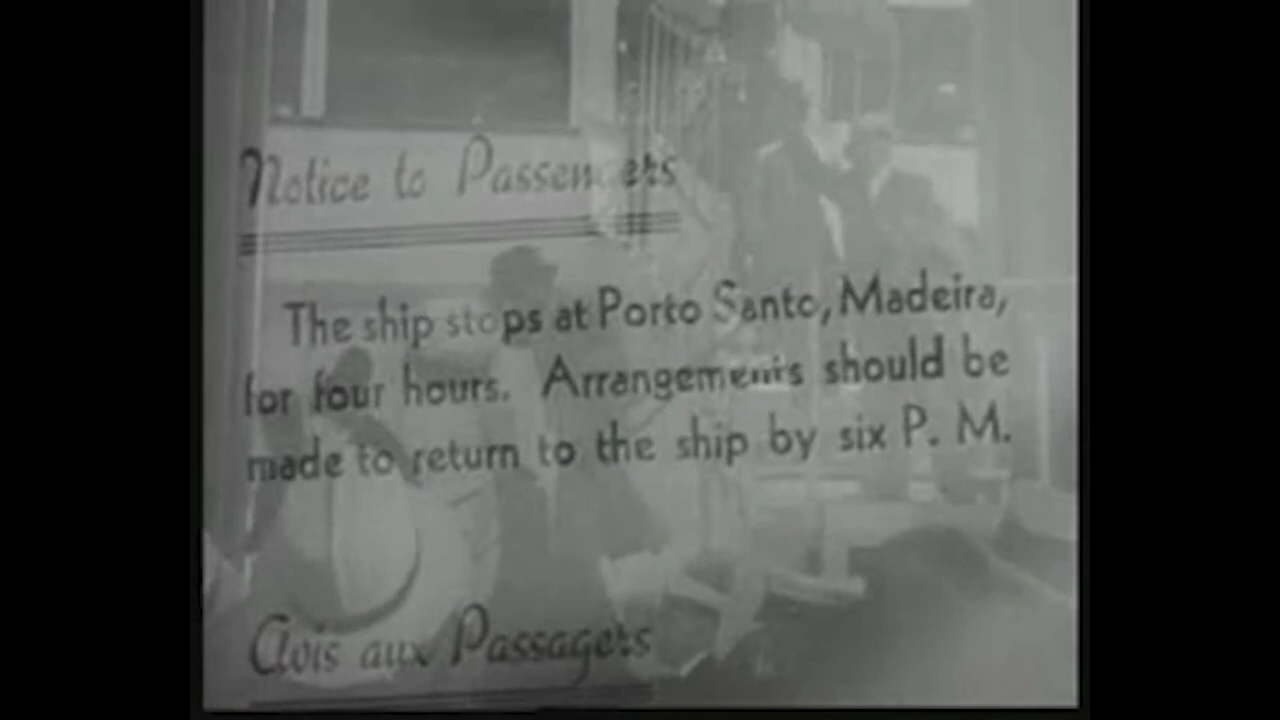 Notice to Passengers
The ship stops at Porto Santo, Madeira,
for four hours. Arrangements should be
made to return to the ship by six P. M.
Avis aux Passagers